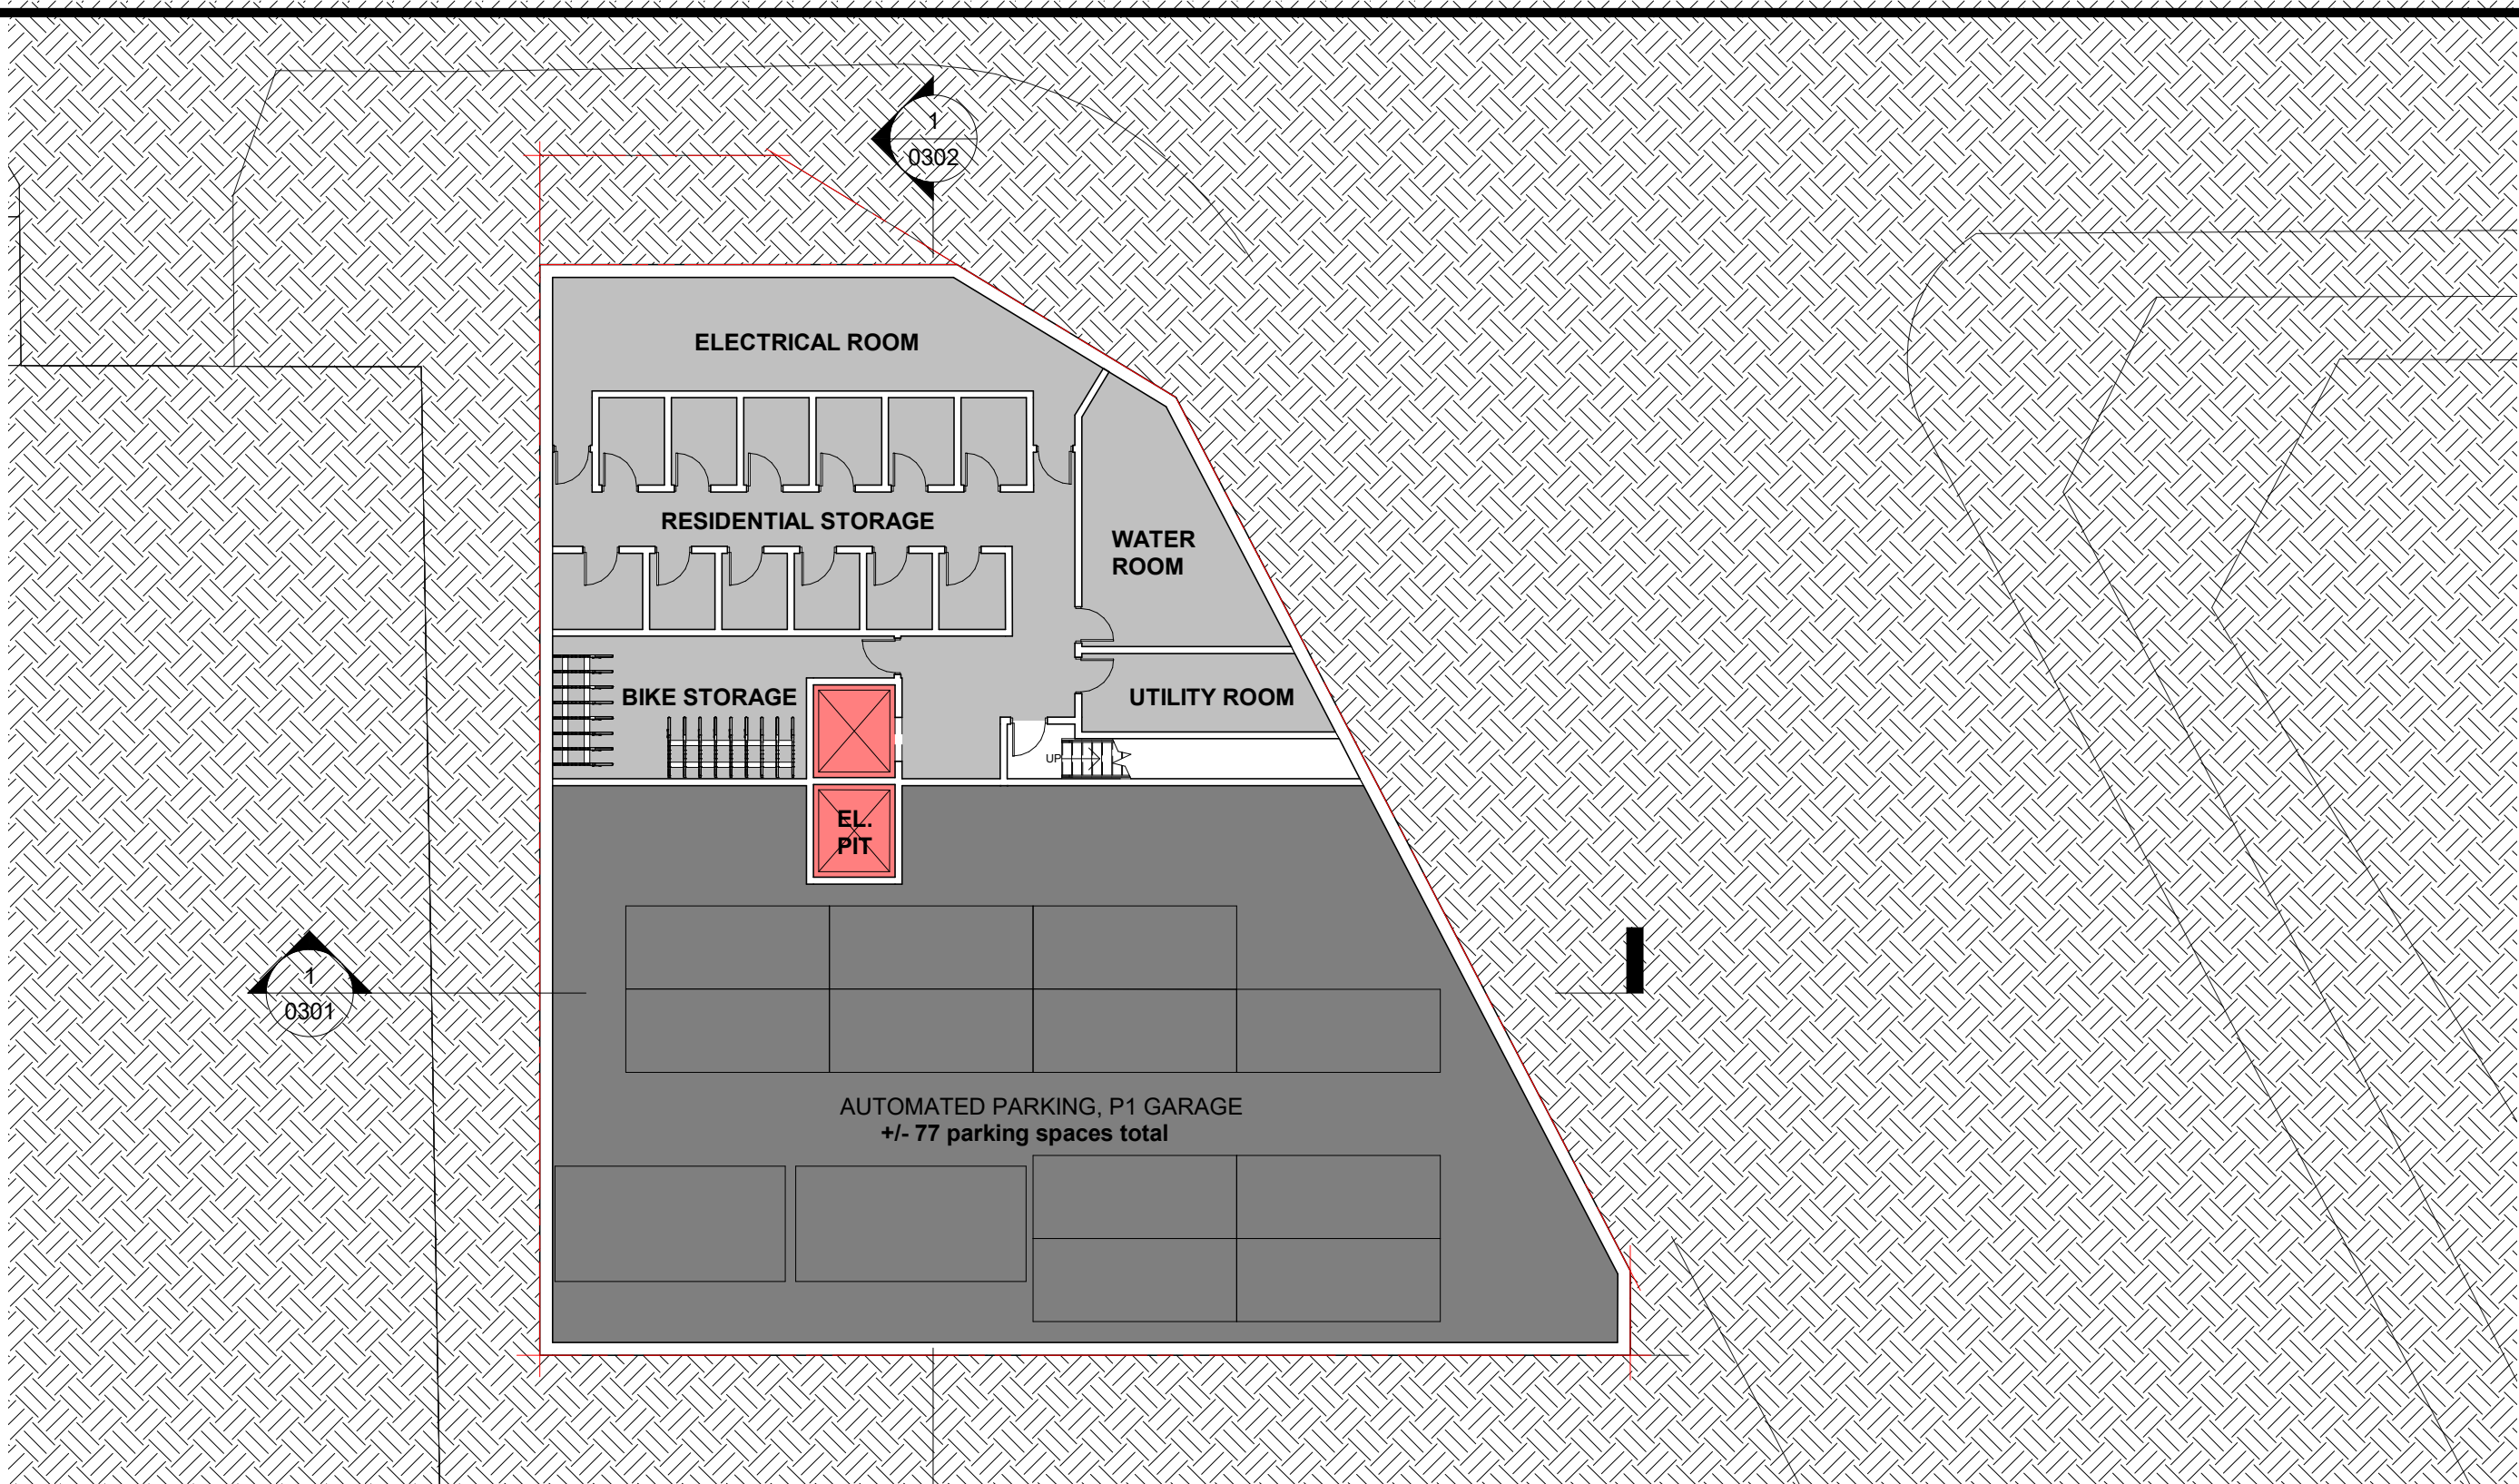 1
0302
ELECTRICAL ROOM
RESIDENTIAL STORAGE
WATER
ROOM
BIKE STORAGE
UTILITY ROOM
UP
EL.
PIT
1
0301
AUTOMATED PARKING, P1 GARAGE
+/- 77 parking spaces total